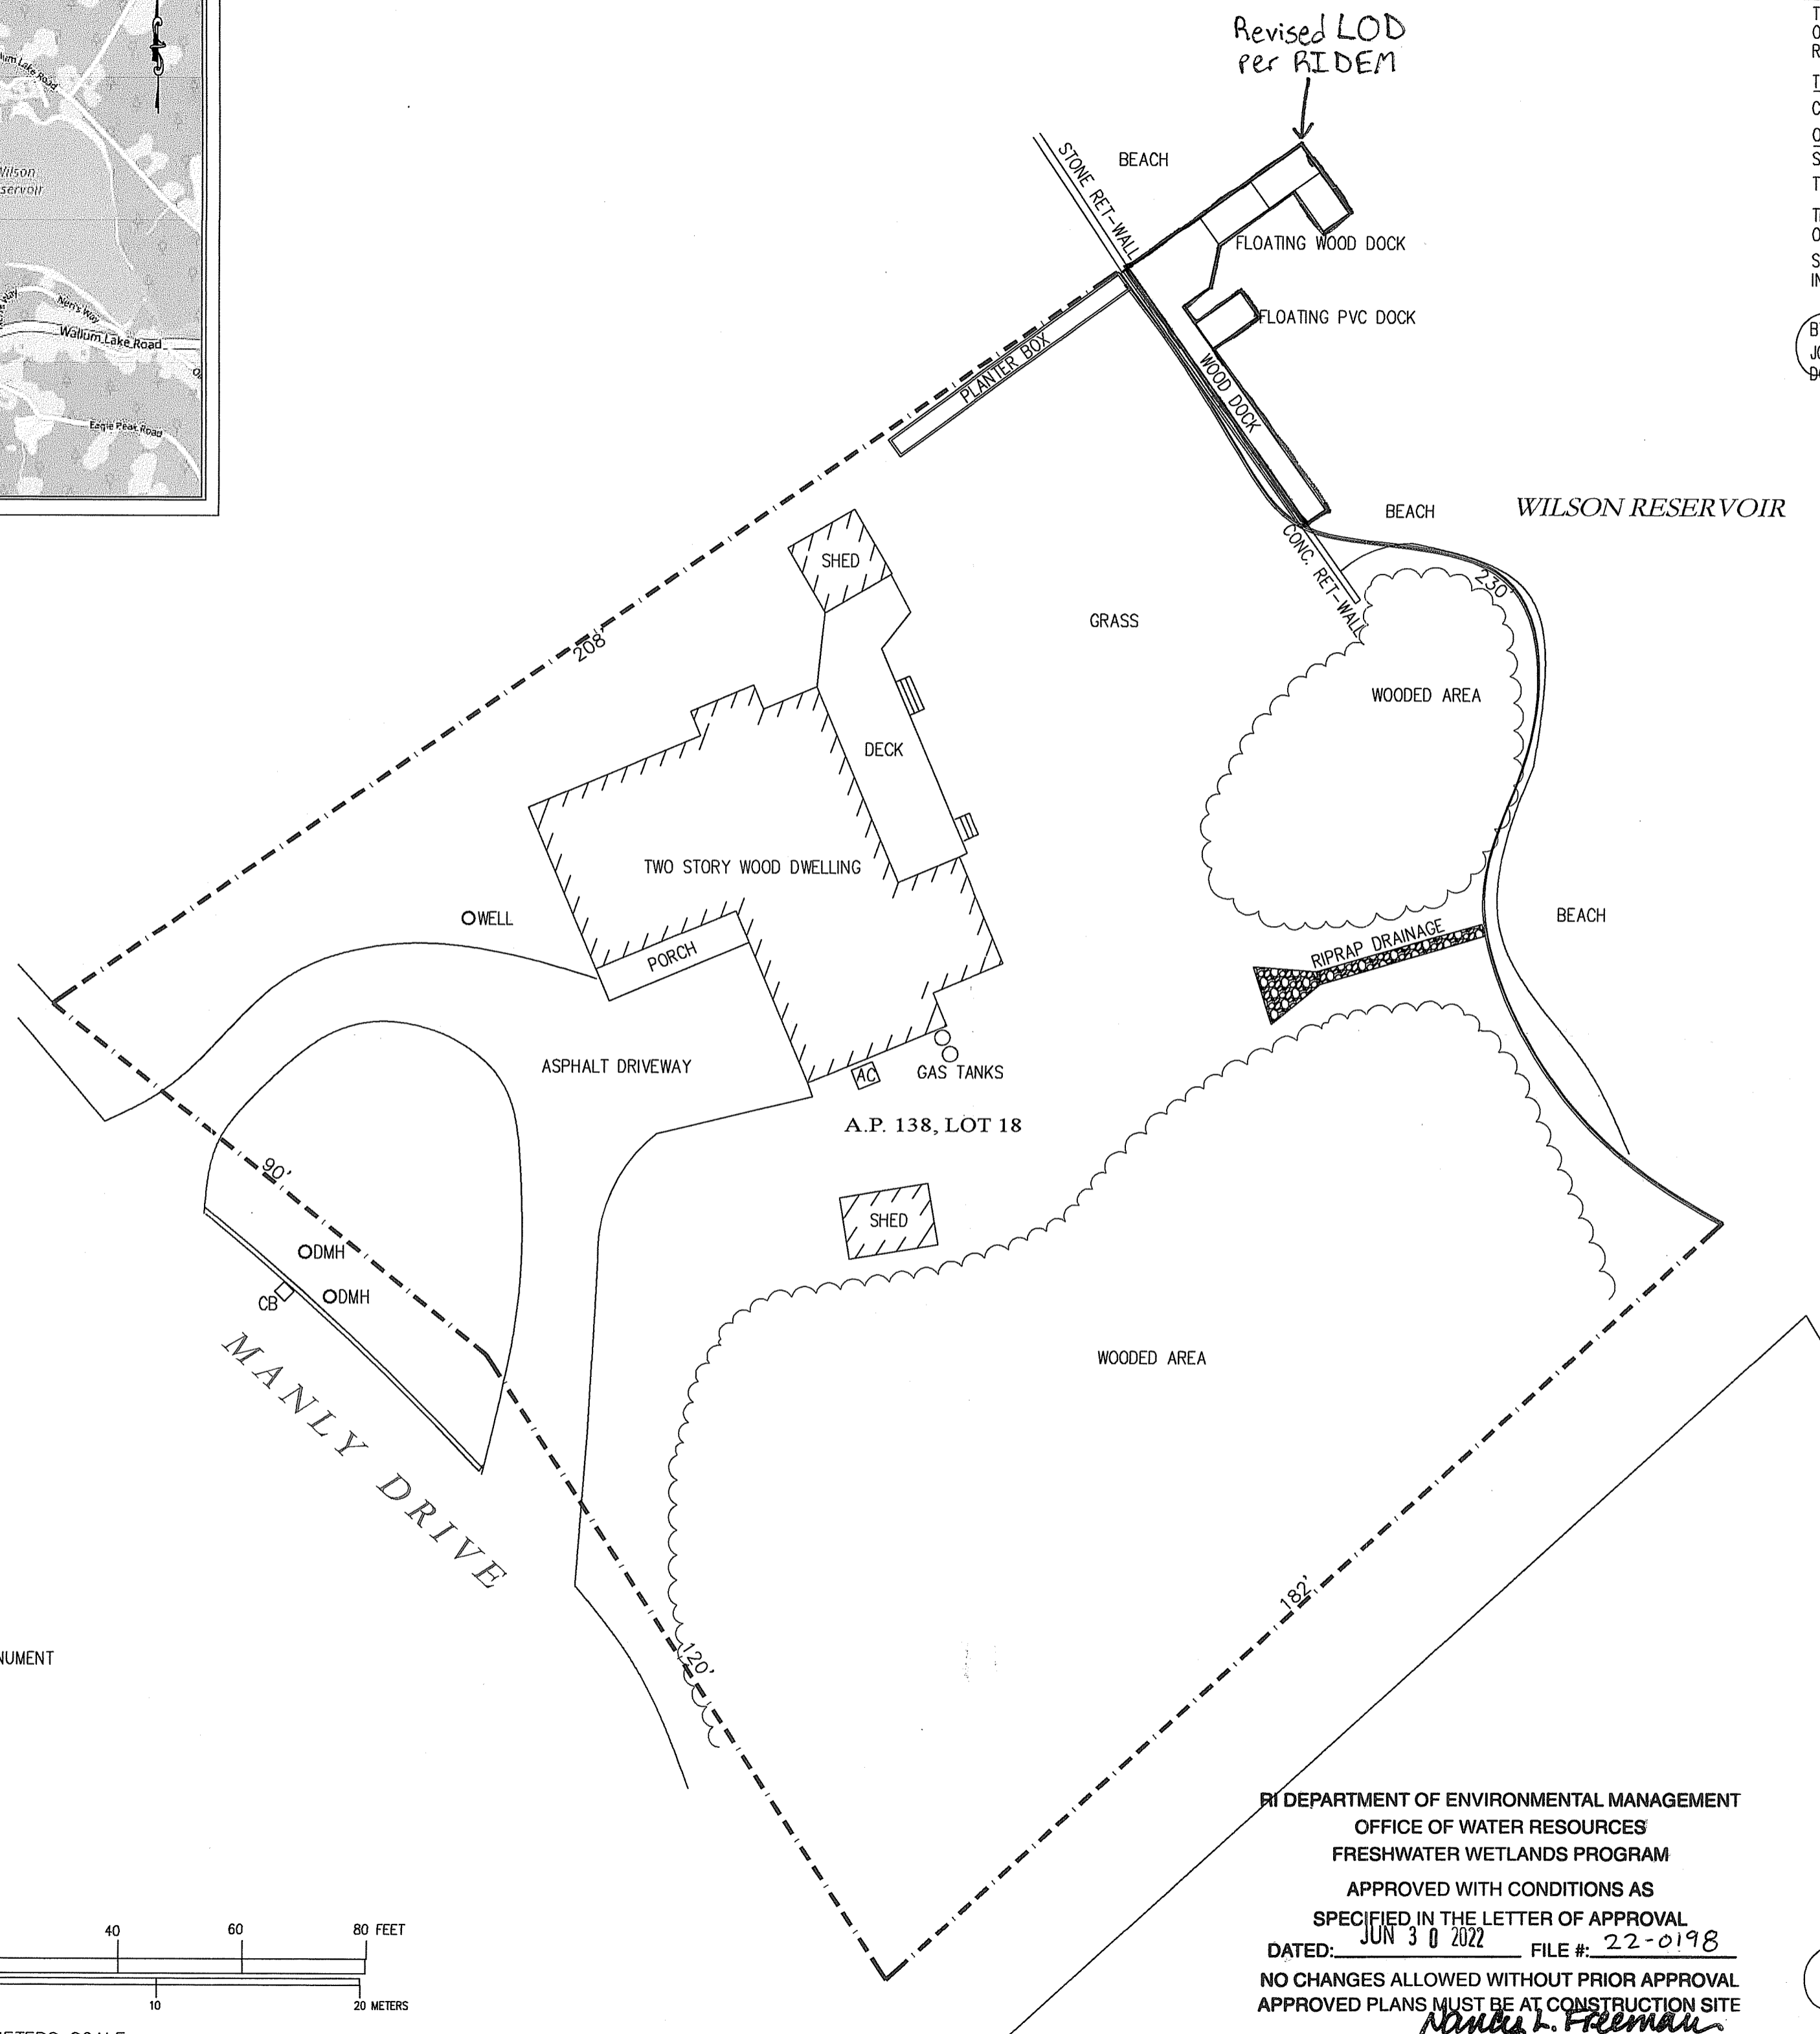 Revised LOD
per RIDEM
Wallum Lake Road
Nen's Way
Eagle Peak Road
STONE RET-WALL
BEACH
FLOATING WOOD DOCK
FLOATING PVC DOCK
PLANTER BOX
WOOD DOCK
BEACH
WILSON RESERVOIR
CONC. RET-WALL
230'
SHED
GRASS
208'
WOODED AREA
DECK
TWO STORY WOOD DWELLING
WELL
PORCH
BEACH
RIPRAP DRAINAGE
ASPHALT DRIVEWAY
AC
GAS TANKS
A.P. 138, LOT 18
90'
SHED
DMH
DMH
CB
MANLY DRIVE
WOODED AREA
182'
120'
40 60 80 FEET
10 20 METERS
RI DEPARTMENT OF ENVIRONMENTAL MANAGEMENT
OFFICE OF WATER RESOURCES
FRESHWATER WETLANDS PROGRAM
APPROVED WITH CONDITIONS AS
SPECIFIED IN THE LETTER OF APPROVAL
DATED: JUN 30 2022 FILE #: 22-0198
NO CHANGES ALLOWED WITHOUT PRIOR APPROVAL
APPROVED PLANS MUST BE AT CONSTRUCTION SITE
Nancy L. Freeman